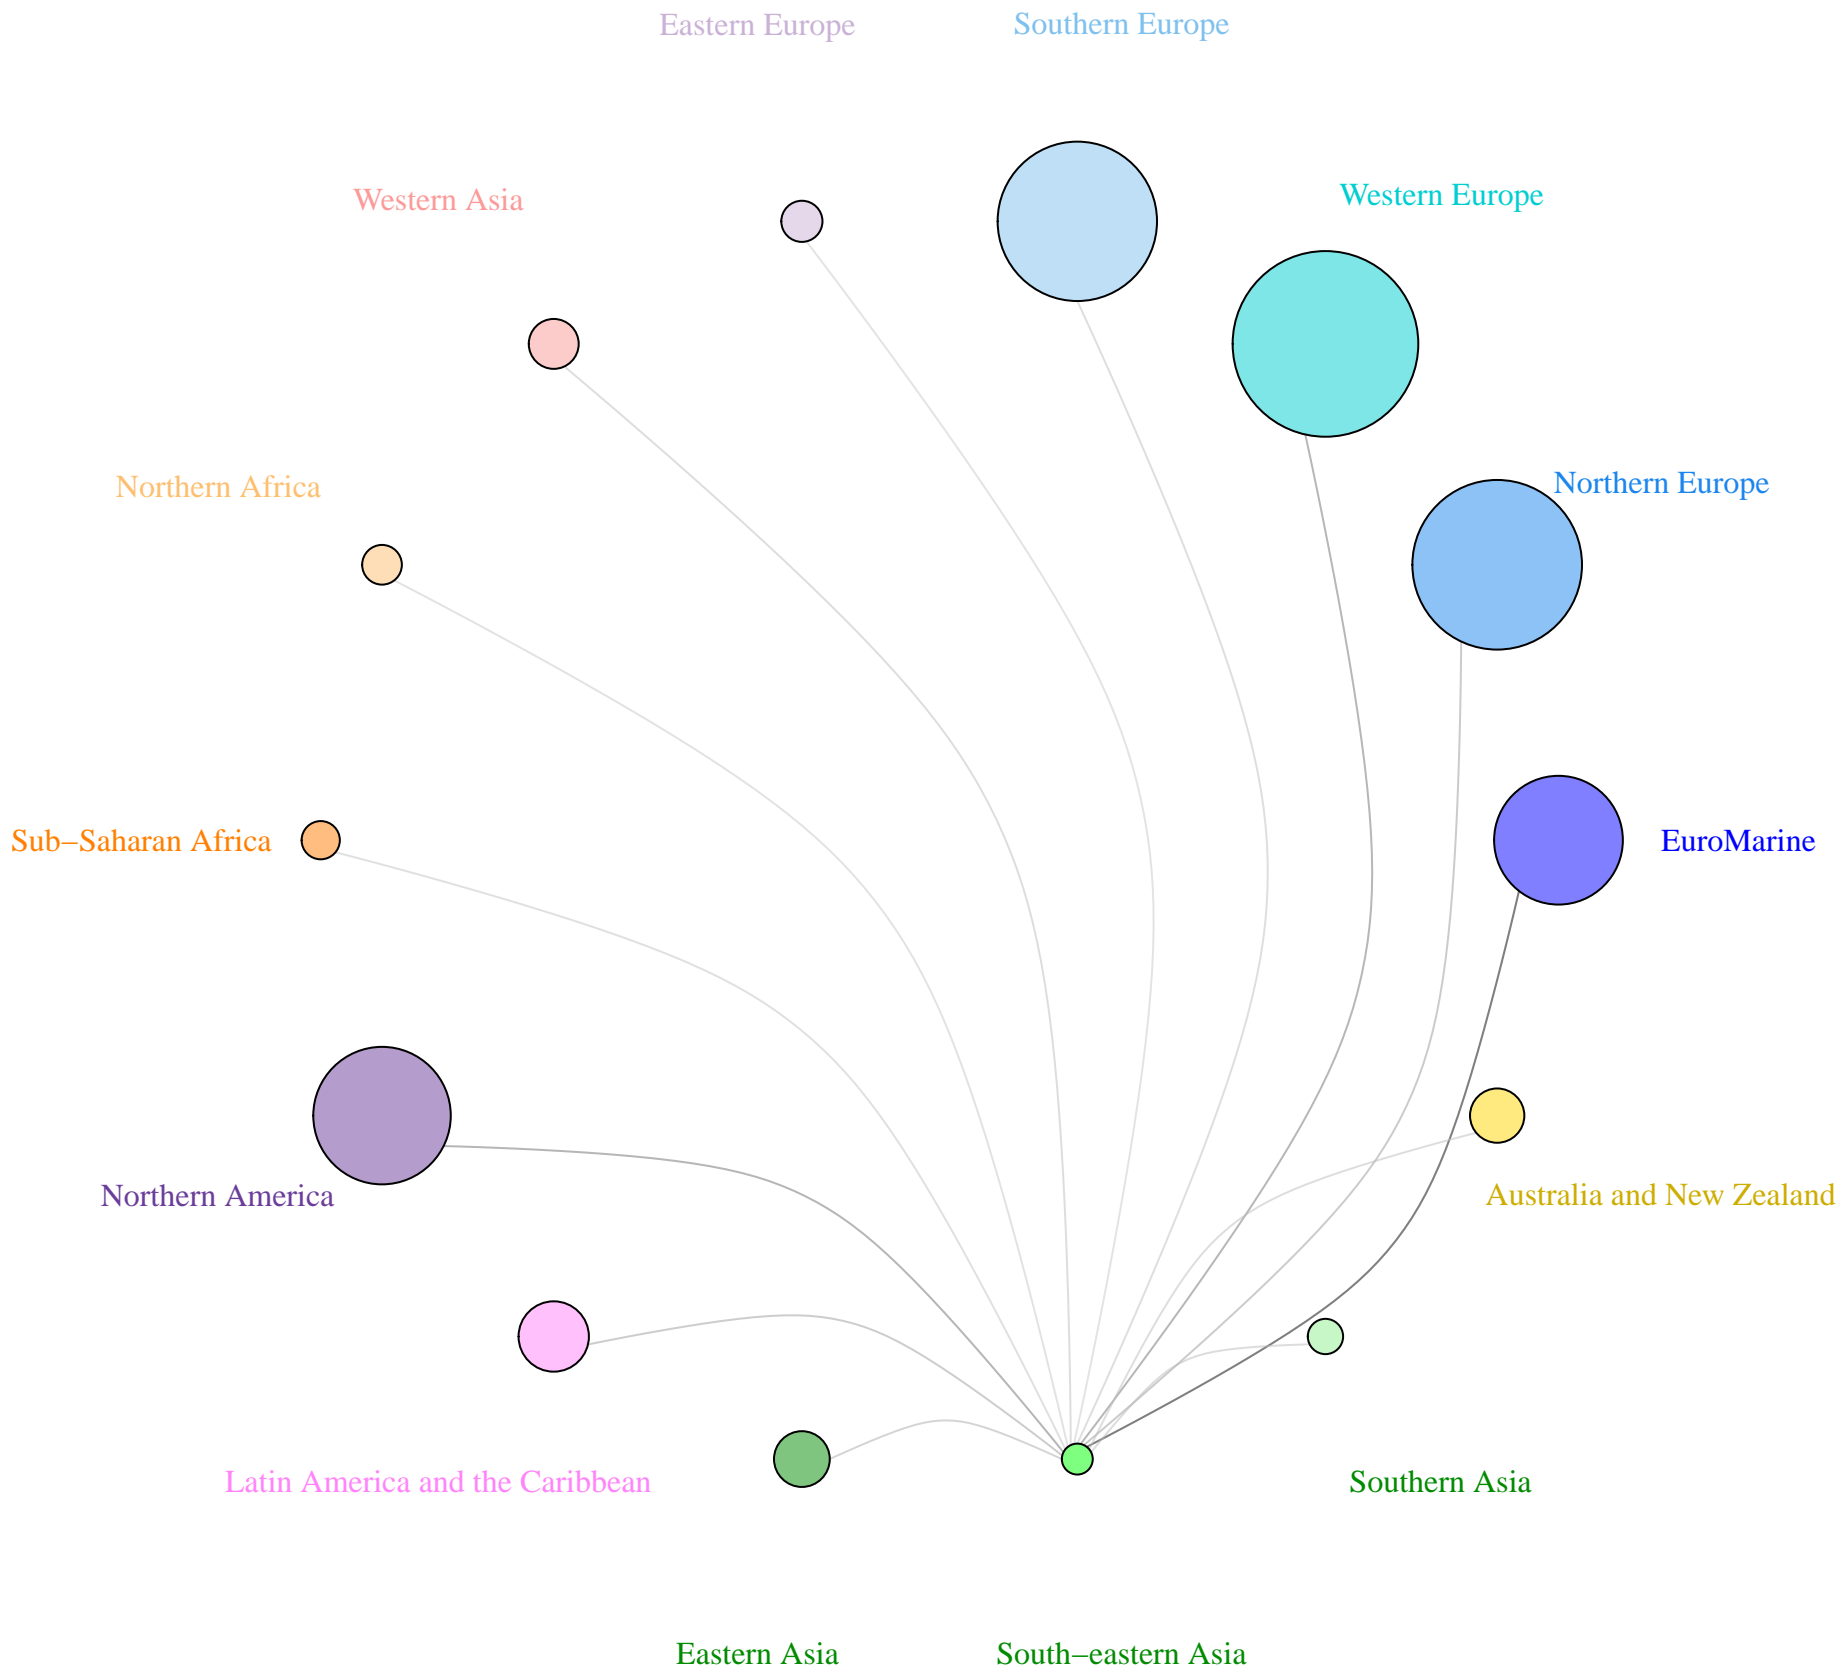 Eastern Europe
Southern Europe
Western Asia
Western Europe
Northern Africa
Northern Europe
Sub−Saharan Africa
EuroMarine
Northern America
Australia and New Zealand
Latin America and the Caribbean
Southern Asia
Eastern Asia
South−eastern Asia